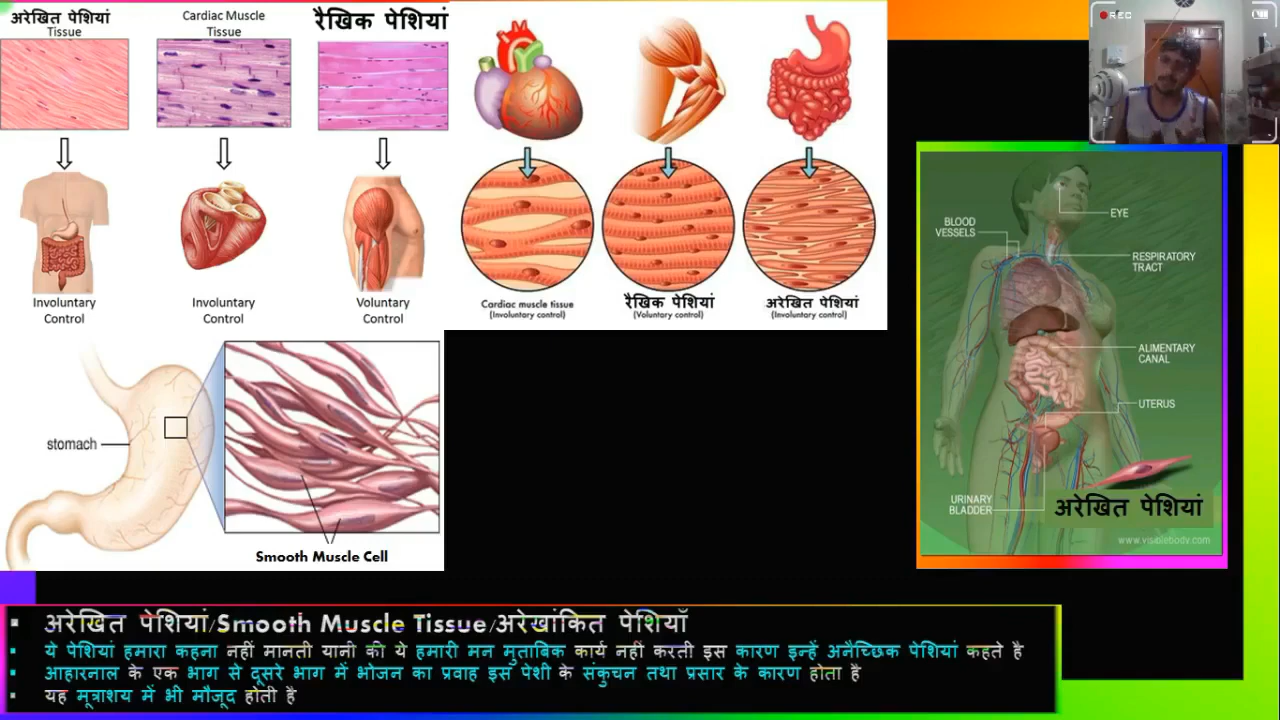 अरेखित पेशियां
Tissue
Cardiac Muscle
Tissue
रैखिक पेशियां
Involuntary
Control
Involuntary
Control
Voluntary
Control
Cardiac muscle tissue
(Involuntary control)
रैखिक पेशियां
(Voluntary control)
अरेखित पेशियां
(Involuntary control)
REC
stomach
Smooth Muscle Cell
EYE
BLOOD
VESSELS
RESPIRATORY
TRACT
ALIMENTARY
CANAL
UTERUS
URINARY
BLADDER
अरेखित पेशियां
www.visiblebody.com
अरेखित पेशियां/Smooth Muscle Tissue/अरेखांकित पेशियाँ
ये पेशियां हमारा कहना नहीं मानती यानी की ये हमारी मन मुताबिक कार्य नहीं करती इस कारण इन्हें अनैच्छिक पेशियां कहते है
आहारनाल के एक भाग से दूसरे भाग में भोजन का प्रवाह इस पेशी के संकुचन तथा प्रसार के कारण होता है
यह मूत्राशय में भी मौजूद होती है